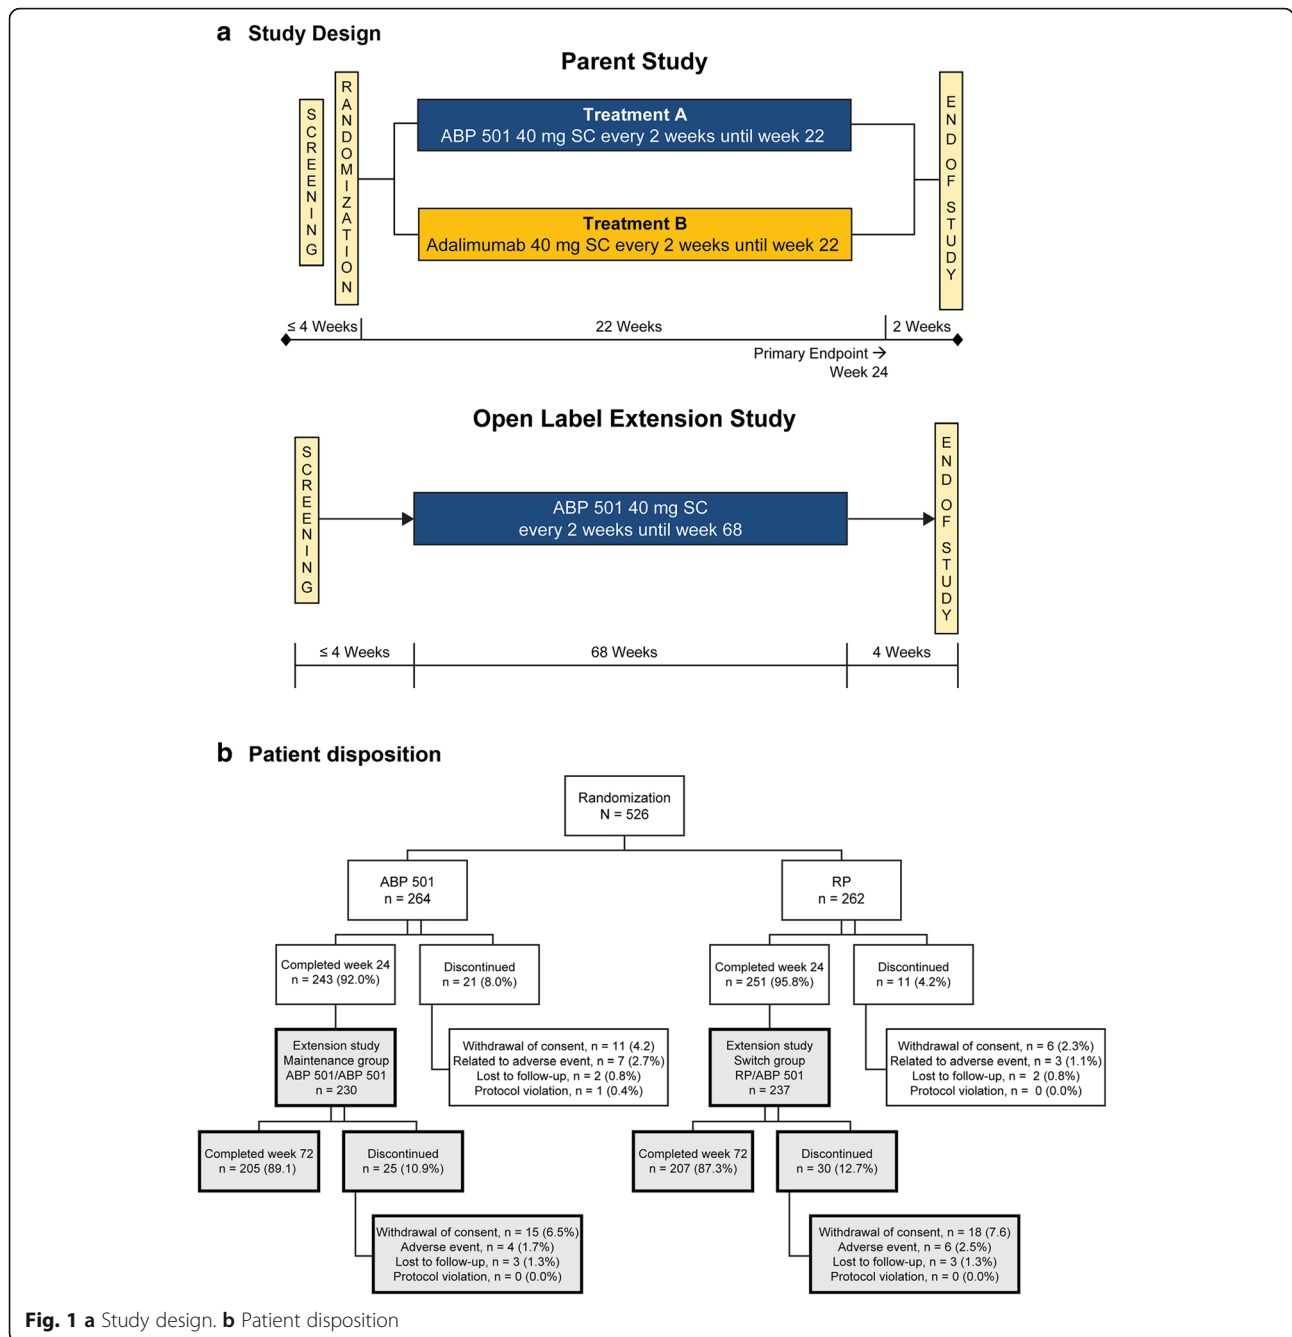 a Study Design
Parent Study
SCREENING
RANDOMIZATION
Treatment A
ABP 501 40 mg SC every 2 weeks until week 22
Treatment B
Adalimumab 40 mg SC every 2 weeks until week 22
END OF STUDY
≤ 4 Weeks
22 Weeks
2 Weeks
Primary Endpoint →
Week 24
Open Label Extension Study
SCREENING
ABP 501 40 mg SC
every 2 weeks until week 68
END OF STUDY
≤ 4 Weeks
68 Weeks
4 Weeks
b Patient disposition
Randomization
N = 526
ABP 501
n = 264
RP
n = 262
Completed week 24
n = 243 (92.0%)
Discontinued
n = 21 (8.0%)
Completed week 24
n = 251 (95.8%)
Discontinued
n = 11 (4.2%)
Extension study
Maintenance group
ABP 501/ABP 501
n = 230
Withdrawal of consent, n = 11 (4.2)
Related to adverse event, n = 7 (2.7%)
Lost to follow-up, n = 2 (0.8%)
Protocol violation, n = 1 (0.4%)
Extension study
Switch group
RP/ABP 501
n = 237
Withdrawal of consent, n = 6 (2.3%)
Related to adverse event, n = 3 (1.1%)
Lost to follow-up, n = 2 (0.8%)
Protocol violation, n = 0 (0.0%)
Completed week 72
n = 205 (89.1)
Discontinued
n = 25 (10.9%)
Completed week 72
n = 207 (87.3%)
Discontinued
n = 30 (12.7%)
Withdrawal of consent, n = 15 (6.5%)
Adverse event, n = 4 (1.7%)
Lost to follow-up, n = 3 (1.3%)
Protocol violation, n = 0 (0.0%)
Withdrawal of consent, n = 18 (7.6)
Adverse event, n = 6 (2.5%)
Lost to follow-up, n = 3 (1.3%)
Protocol violation, n = 0 (0.0%)
Fig. 1 a Study design. b Patient disposition